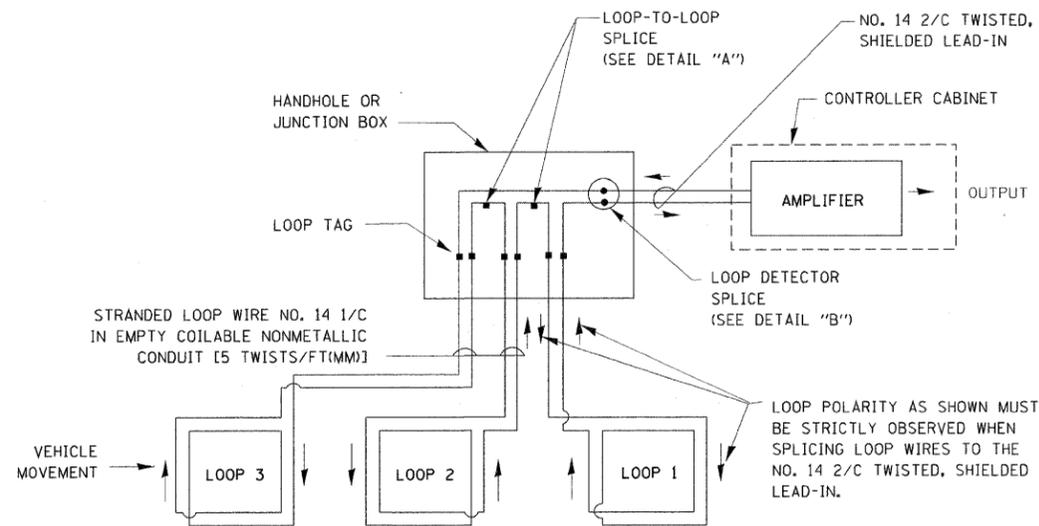 LOOP-TO-LOOP
SPLICE
(SEE DETAIL "A")
NO. 14 2/C TWISTED,
SHIELDED LEAD-IN
HANDHOLE OR
JUNCTION BOX
CONTROLLER CABINET
AMPLIFIER
OUTPUT
LOOP TAG
LOOP DETECTOR
SPLICE
(SEE DETAIL "B")
STRANDED LOOP WIRE NO. 14 1/C
IN EMPTY COILABLE NONMETALLIC
CONDUIT [5 TWISTS/FT(MM)]
LOOP POLARITY AS SHOWN MUST
BE STRICTLY OBSERVED WHEN
SPLICING LOOP WIRES TO THE
NO. 14 2/C TWISTED, SHIELDED
LEAD-IN.
VEHICLE
MOVEMENT
LOOP 3
LOOP 2
LOOP 1